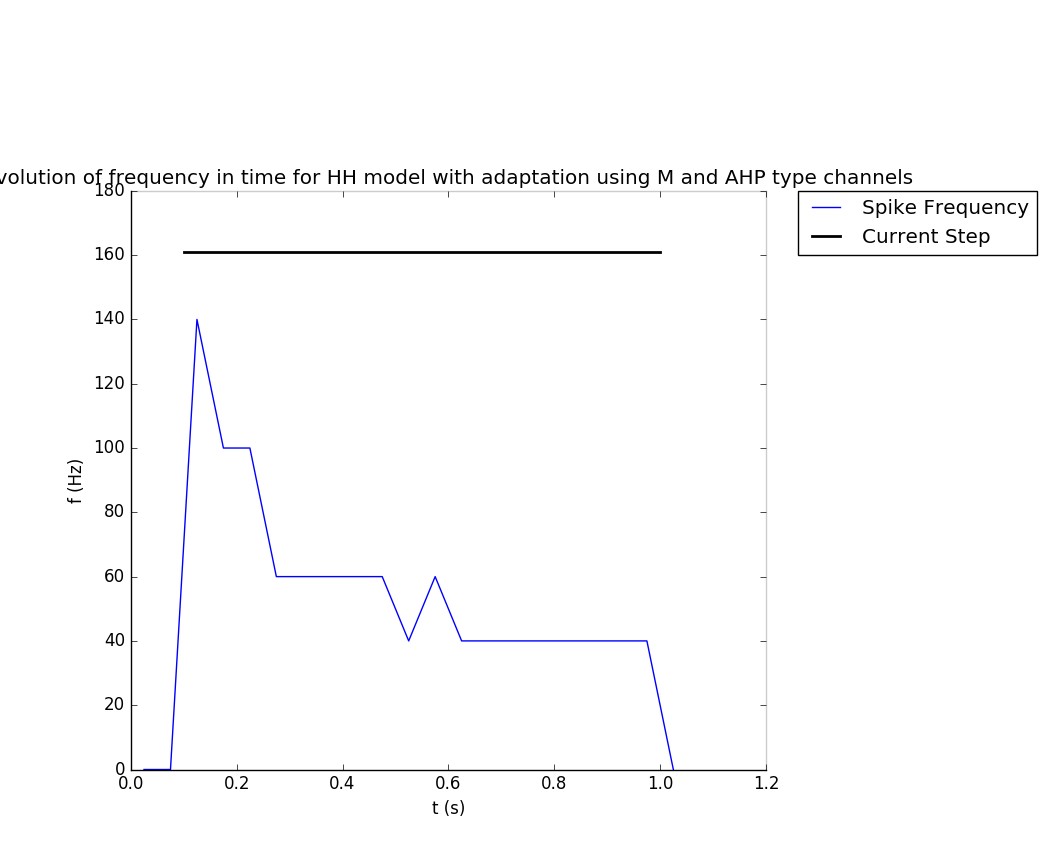 volution of frequency in time for HH model with adaptation using M and AHP type channels
Spike Frequency
Current Step
180
160
140
120
100
80
60
40
20
0
f (Hz)
0.0 0.2 0.4 0.6 0.8 1.0 1.2
t (s)